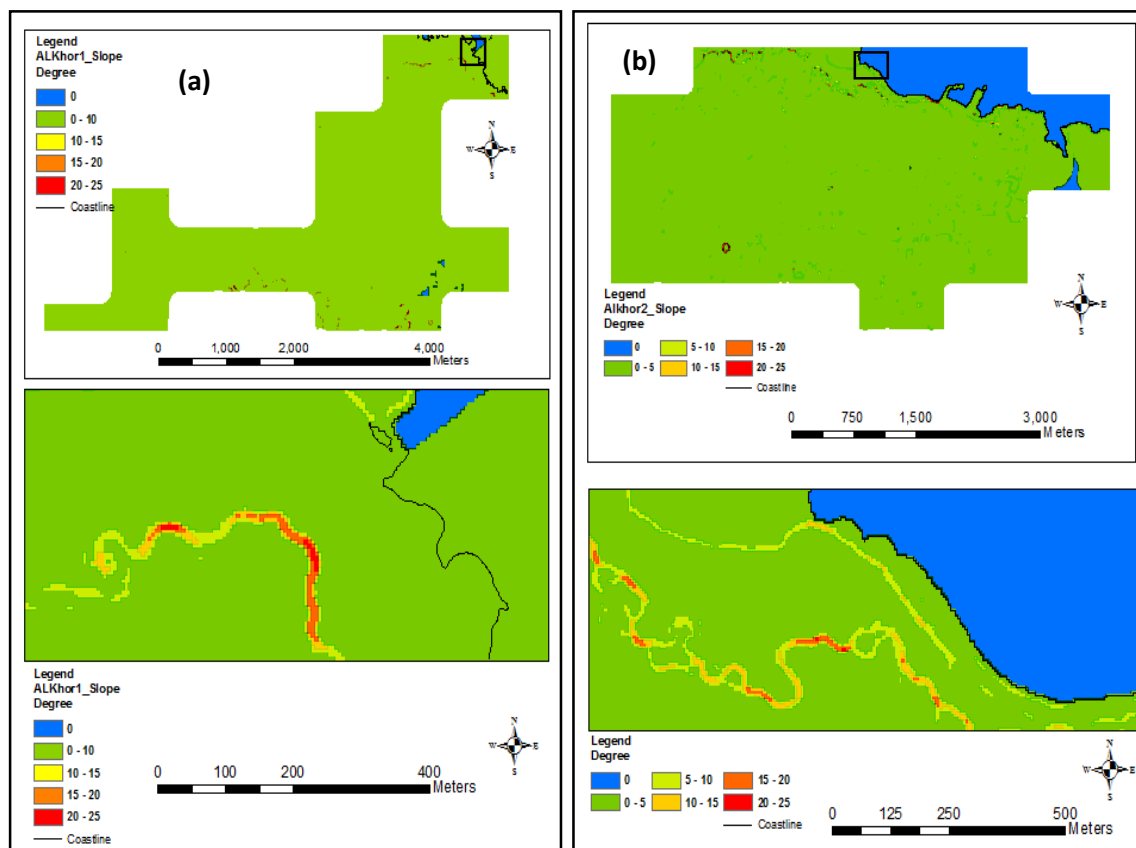 Legend
ALKhor1_Slope
Degree
0
0 - 10
10 - 15
15 - 20
20 - 25
Coastline
(a)
N
W E
S
0 1,000 2,000 4,000
Meters
Legend
ALKhor1_Slope
Degree
0
0 - 10
10 - 15
15 - 20
20 - 25
Coastline
0 100 200 400
Meters
N
W E
S
(b)
Legend
Alkhor2_Slope
Degree
0 5 - 10 15 - 20
0 - 5 10 - 15 20 - 25
Coastline
N
W E
S
0 750 1,500 3,000
Meters
Legend
Degree
0 5 - 10 15 - 20
0 - 5 10 - 15 20 - 25
Coastline
N
W E
S
0 125 250 500
Meters